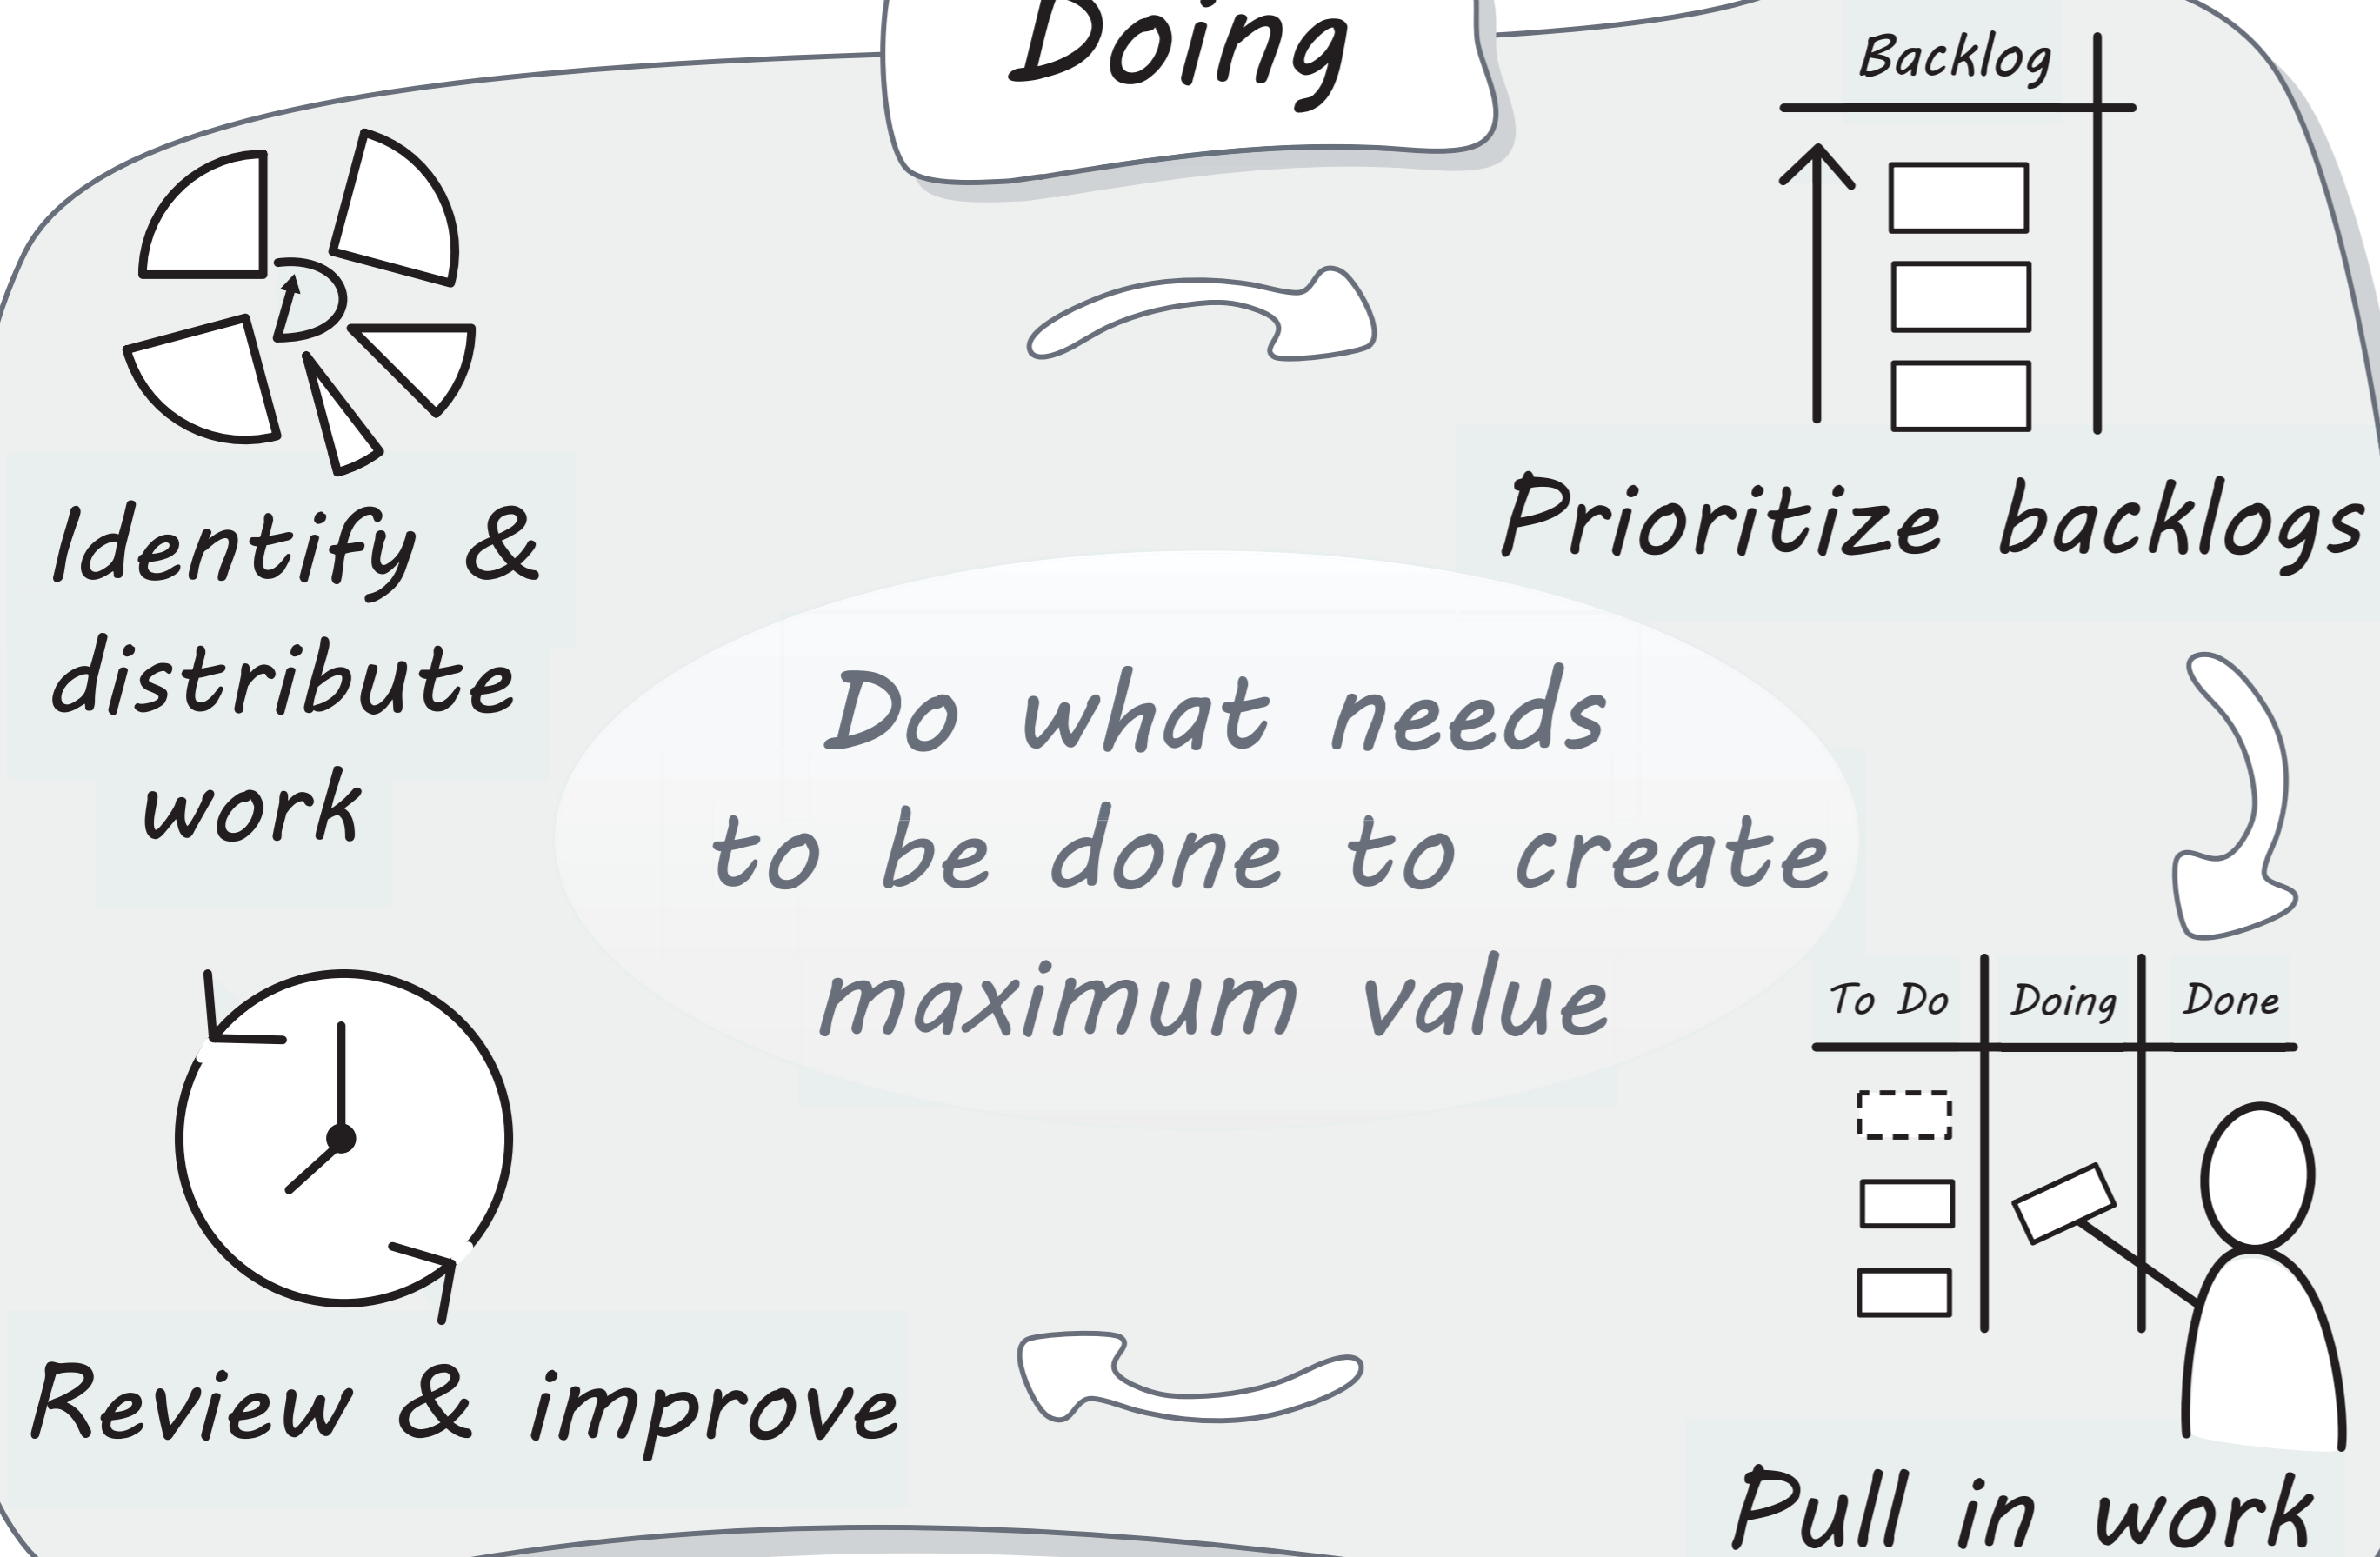 Doing
Backlog
Identify &
distribute
work
Prioritize backlogs
Do what needs
to be done to create
maximum value
To Do
Doing
Done
Review & improve
Pull in work